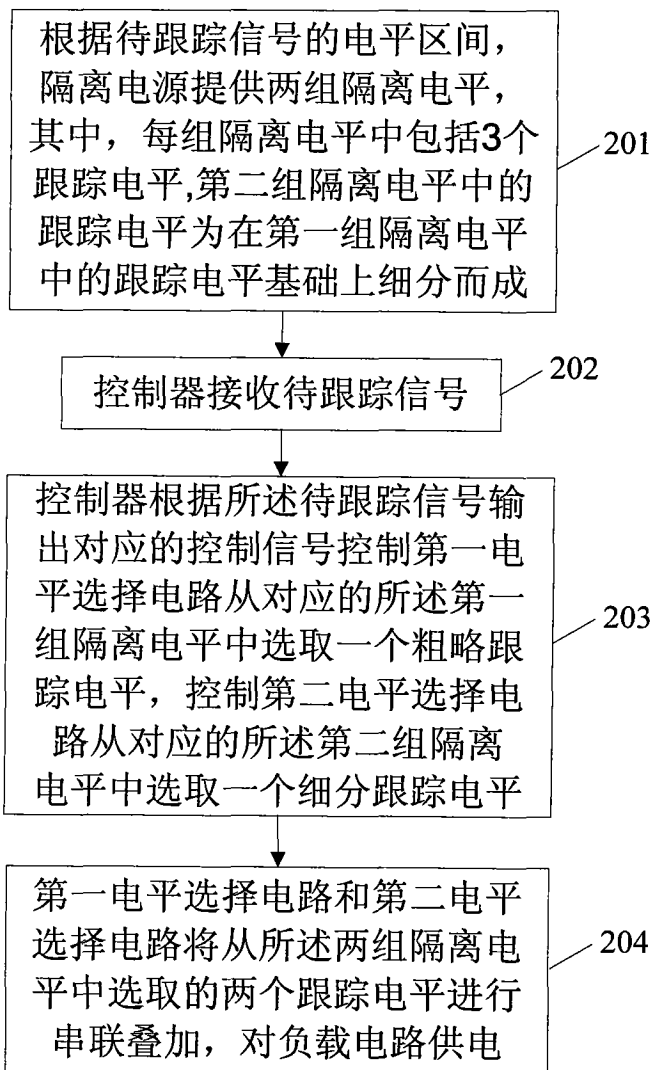 根据待跟踪信号的电平区间，
隔离电源提供两组隔离电平，
其中，每组隔离电平中包括3个
跟踪电平,第二组隔离电平中的
跟踪电平为在第一组隔离电平
中的跟踪电平基础上细分而成
201
控制器接收待跟踪信号
202
控制器根据所述待跟踪信号输
出对应的控制信号控制第一电
平选择电路从对应的所述第一
组隔离电平中选取一个粗略跟
踪电平，控制第二电平选择电
路从对应的所述第二组隔离
电平中选取一个细分跟踪电平
203
第一电平选择电路和第二电平
选择电路将从所述两组隔离电
平中选取的两个跟踪电平进行
串联叠加，对负载电路供电
204